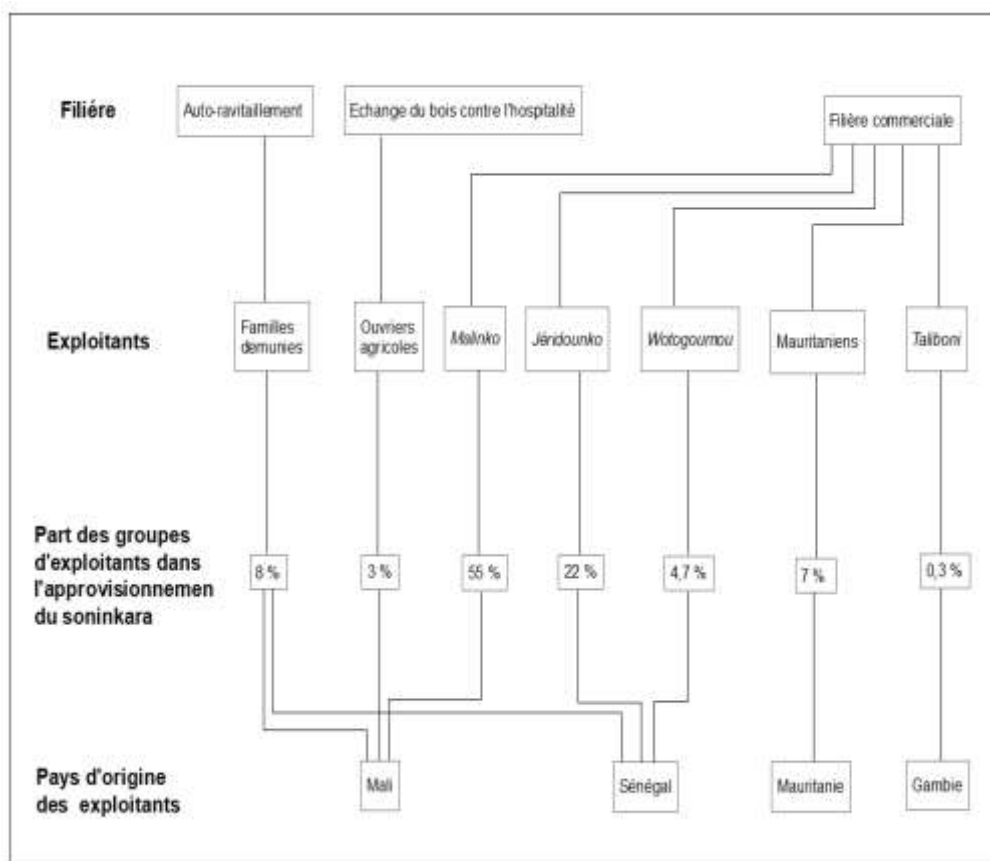 Filiére
Auto-ravitaillement
Echange du bois contre l'hospitalité
Filière commerciale
Exploitants
Familles
demunies
Ouvriers
agricoles
Malinko
Jéridounko
Wotogournou
Mauritaniens
Taliboni
Part des groupes
d'exploitants dans
l'approvisionnemen
du soninkara
8 %
3 %
55 %
22 %
4,7 %
7 %
0,3 %
Pays d'origine
des exploitants
Mali
Sénégal
Mauritanie
Gambie